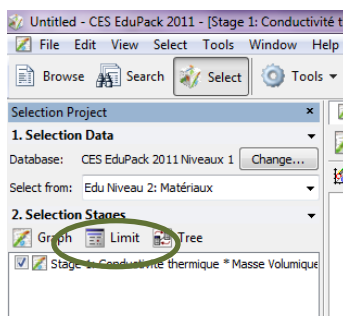 Untitled - CES EduPack 2011 - [Stage 1: Conductivité t
File Edit View Select Tools Window Help
Browse Search Select Tools
Selection Project
1. Selection Data
Database: CES EduPack 2011 Niveaux 1 Change...
Select from: Edu Niveau 2: Matériaux
2. Selection Stages
Graph Limit Tree
Stage 1: Conductivité thermique * Masse Volumique